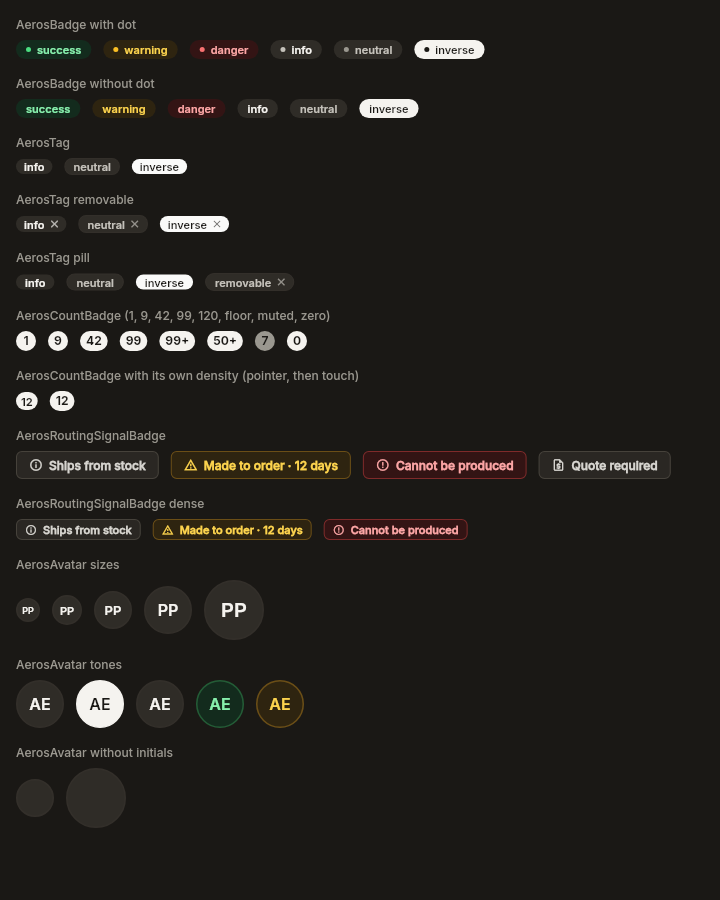 AerosBadge with dot
success warning danger info neutral inverse
AerosBadge without dot
success warning danger info neutral inverse
AerosTag
info neutral inverse
AerosTag removable
info × neutral × inverse ×
AerosTag pill
info neutral inverse removable ×
AerosCountBadge (1, 9, 42, 99, 120, floor, muted, zero)
1 9 42 99 99+ 50+ 7 0
AerosCountBadge with its own density (pointer, then touch)
12 12
AerosRoutingSignalBadge
Ships from stock Made to order · 12 days Cannot be produced Quote required
AerosRoutingSignalBadge dense
Ships from stock Made to order · 12 days Cannot be produced
AerosAvatar sizes
PP PP PP PP PP
AerosAvatar tones
AE AE AE AE AE
AerosAvatar without initials